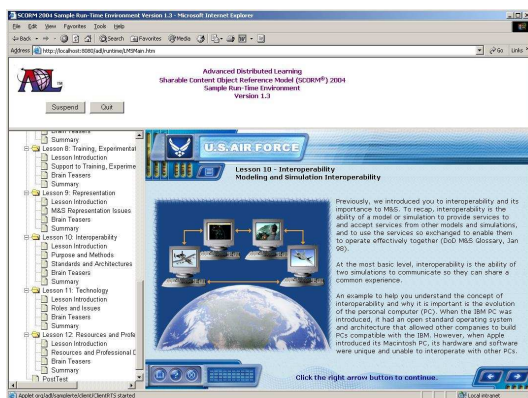 SCORM 2004 Sample Run-Time Environment Version 1.3 - Microsoft Internet Explorer
File Edit View Favorites Tools Help
Back Search Favorites Media
Address http://localhost:8080/adl/runtime/LMSMain.htm Go Links
Advanced Distributed Learning
Sharable Content Object Reference Model (SCORM®) 2004
Sample Run-Time Environment
Version 1.3
ADL
Suspend Quit
Brain Teasers
Summary
Lesson 8: Training, Experimentat
Lesson Introduction
Support to Training, Experime
Brain Teasers
Summary
Lesson 9: Representation
Lesson Introduction
M&S Representation Issues
Brain Teasers
Summary
Lesson 10: Interoperability
Lesson Introduction
Purpose and Methods
Standards and Architectures
Brain Teasers
Summary
Lesson 11: Technology
Lesson Introduction
Roles and Issues
Brain Teasers
Summary
Lesson 12: Resources and Profe
Lesson Introduction
Resources and Professional D
Brain Teasers
Summary
PostTest
U.S. AIR FORCE
Lesson 10 - Interoperability
Modeling and Simulation Interoperability
Previously, we introduced you to interoperability and its
importance to M&S. To recap, interoperability is the
ability of a model or simulation to provide services to
and accept services from other models and simulations,
and to use the services so exchanged to enable them
to operate effectively together (DoD M&S Glossary, Jan
98).
At the most basic level, interoperability is the ability of
two simulations to communicate so they can share a
common experience.
An example to help you understand the concept of
interoperability and why it is important is the evolution
of the personal computer (PC). When the IBM PC was
introduced, it had an open standard operating system
and architecture that allowed other companies to build
PCs compatible with the IBM. However, when Apple
introduced its Macintosh PC, its hardware and software
were unique and unable to interoperate with other PCs.
Click the right arrow button to continue.
Applet org/adl/samplerte/client/ClientRTS started
Local intranet